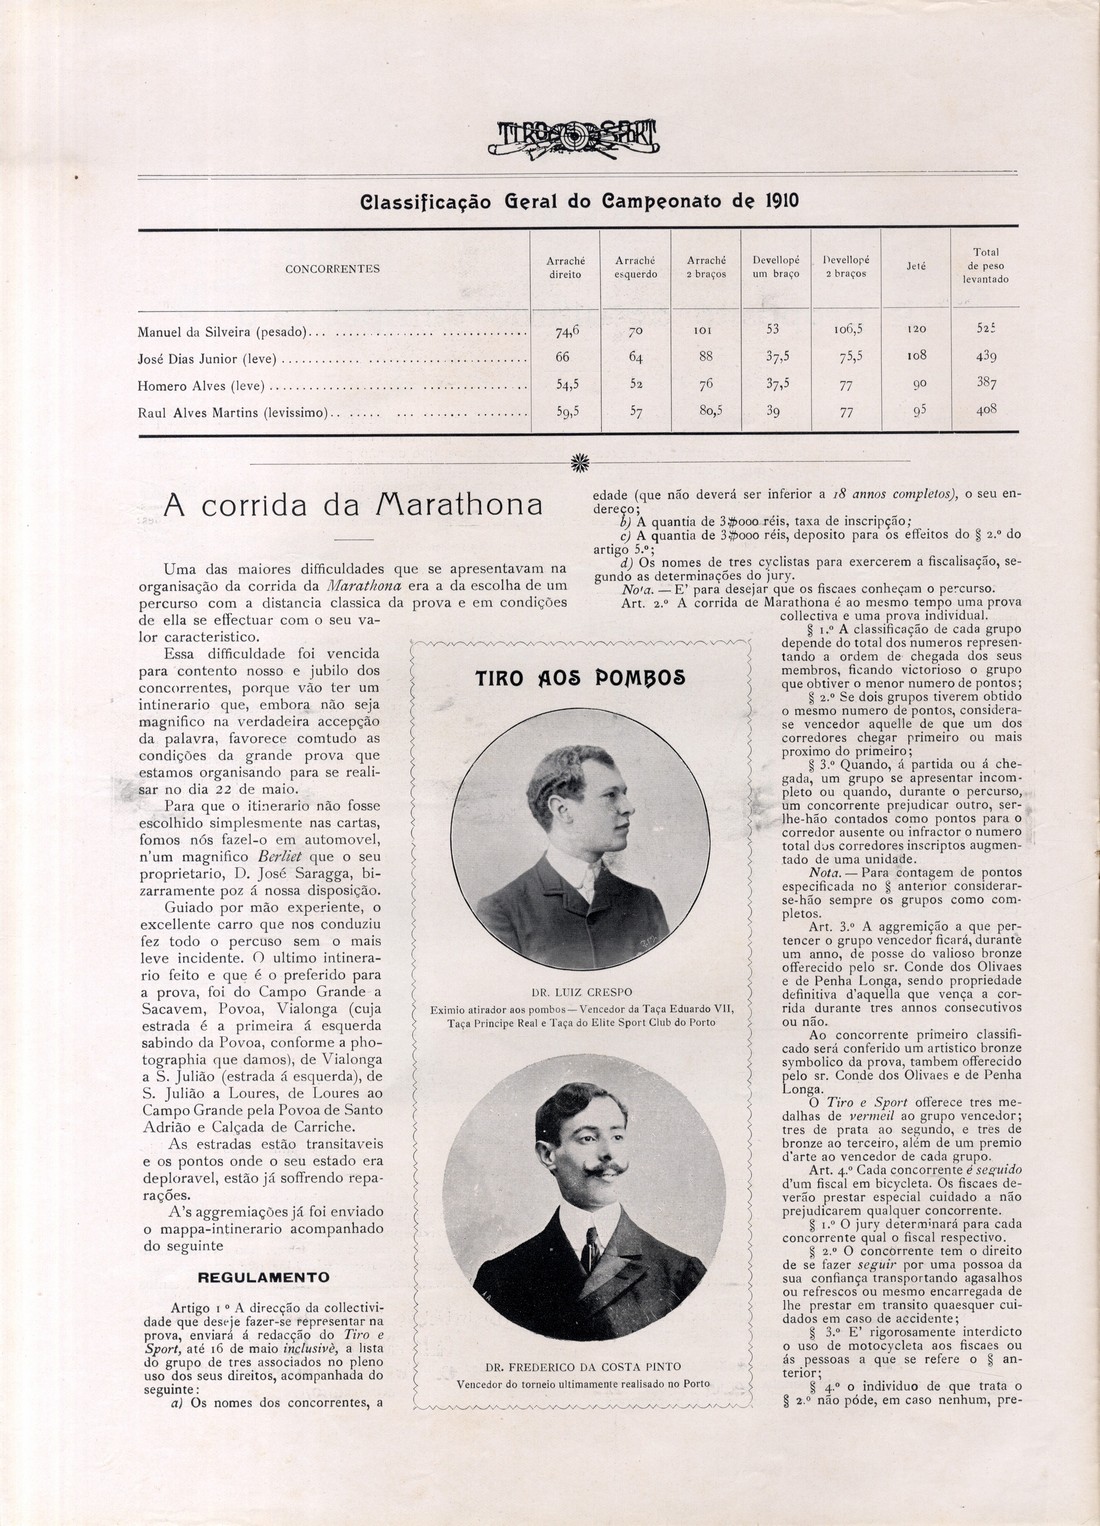 TIRO SPORT
Classificação Geral do Campeonato de 1910
CONCORRENTES
Arraché direito
Arraché esquerdo
Arraché 2 braços
Devellopé um braço
Devellopé 2 braços
Jeté
Total de peso levantado
Manuel da Silveira (pesado)... 74,6 70 101 53 106,5 120
José Dias Junior (leve) ... 66 64 88 37,5 75,5 108 439
Homero Alves (leve) ... 54,5 52 76 37,5 77 90 387
Raul Alves Martins (levissimo)... 59,5 57 80,5 39 77 95 408
A corrida da Marathona
Uma das maiores difficuldades que se apresentavam na
organisação da corrida da Marathona era a da escolha de um
percurso com a distancia classica da prova e em condições
de ella se effectuar com o seu va-
lor caracteristico.
Essa difficuldade foi vencida
para contento nosso e jubilo dos
concorrentes, porque vão ter um
intinerario que, embora não seja
magnifico na verdadeira accepção
da palavra, favorece comtudo as
condições da grande prova que
estamos organisando para se reali-
sar no dia 22 de maio.
Para que o itinerario não fosse
escolhido simplesmente nas cartas,
fomos nós fazel-o em automovel,
n'um magnifico Berliet que o seu
proprietario, D. José Saragga, bi-
zarramente poz á nossa disposição.
Guiado por mão experiente, o
excellente carro que nos conduziu
fez todo o percuso sem o mais
leve incidente. O ultimo intinera-
rio feito e que é o preferido para
a prova, foi do Campo Grande a
Sacavem, Povoa, Vialonga (cuja
estrada é a primeira á esquerda
sabindo da Povoa, conforme a pho-
tographia que damos), de Vialonga
a S. Julião (estrada á esquerda), de
S. Julião a Loures, de Loures ao
Campo Grande pela Povoa de Santo
Adrião e Calçada de Carriche.
As estradas estão transitaveis
e os pontos onde o seu estado era
deploravel, estão já soffrendo repa-
rações.
A's aggremiações já foi enviado
o mappa-intinerario acompanhado
do seguinte
REGULAMENTO
Artigo 1º A direcção da collectivi-
dade que deseje fazer-se representar na
prova, enviará á redacção do Tiro e
Sport, até 16 de maio inclusivè, a lista
do grupo de tres associados no pleno
uso dos seus direitos, acompanhada do
seguinte:
a) Os nomes dos concorrentes, a
TIRO AOS POMBOS
DR. LUIZ CRESPO
Eximio atirador aos pombos—Vencedor da Taça Eduardo VII,
Taça Principe Real e Taça do Elite Sport Club do Porto
DR. FREDERICO DA COSTA PINTO
Vencedor do torneio ultimamente realisado no Porto
edade (que não deverá ser inferior a 18 annos completos), o seu en-
dereço;
b) A quantia de 3$000 réis, taxa de inscripção;
c) A quantia de 3$000 réis, deposito para os effeitos do § 2.º do
artigo 5.º;
d) Os nomes de tres cyclistas para exercerem a fiscalisação, se-
gundo as determinações do jury.
Nota. — E' para desejar que os fiscaes conheçam o percurso.
Art. 2.º A corrida de Marathona é ao mesmo tempo uma prova
collectiva e uma prova individual.
§ 1.º A classificação de cada grupo
depende do total dos numeros represen-
tando a ordem de chegada dos seus
membros, ficando victorioso o grupo
que obtiver o menor numero de pontos;
§ 2.º Se dois grupos tiverem obtido
o mesmo numero de pontos, considera-
se vencedor aquelle de que um dos
corredores chegar primeiro ou mais
proximo do primeiro;
§ 3.º Quando, á partida ou á che-
gada, um grupo se apresentar incom-
pleto ou quando, durante o percurso,
um concorrente prejudicar outro, ser-
lhe-hão contados como pontos para o
corredor ausente ou infractor o numero
total dos corredores inscriptos augmen-
tado de uma unidade.
Nota. — Para contagem de pontos
especificada no § anterior considerar-
se-hão sempre os grupos como com-
pletos.
Art. 3.º A aggremição a que per-
tencer o grupo vencedor ficará, durante
um anno, de posse do valioso bronze
offerecido pelo sr. Conde dos Olivaes
e de Penha Longa, sendo propriedade
definitiva d'aquella que vença a cor-
rida durante tres annos consecutivos
ou não.
Ao concorrente primeiro classifi-
cado será conferido um artistico bronze
symbolico da prova, tambem offerecido
pelo sr. Conde dos Olivaes e de Penha
Longa.
O Tiro e Sport offerece tres me-
dalhas de vermeil ao grupo vencedor;
tres de prata ao segundo, e tres de
bronze ao terceiro, além de um premio
d'arte ao vencedor de cada grupo.
Art. 4.º Cada concorrente é seguido
d'um fiscal em bicycleta. Os fiscaes de-
verão prestar especial cuidado a não
prejudicarem qualquer concorrente.
§ 1.º O jury determinará para cada
concorrente qual o fiscal respectivo.
§ 2.º O concorrente tem o direito
de se fazer seguir por uma possoa da
sua confiança transportando agasalhos
ou refrescos ou mesmo encarregada de
lhe prestar em transito quaesquer cui-
dados em caso de accidente;
§ 3.º E' rigorosamente interdicto
o uso de motocycleta aos fiscaes ou
ás pessoas a que se refere o § an-
terior;
§ 4.º o individuo de que trata o
§ 2.º não póde, em caso nenhum, pre-